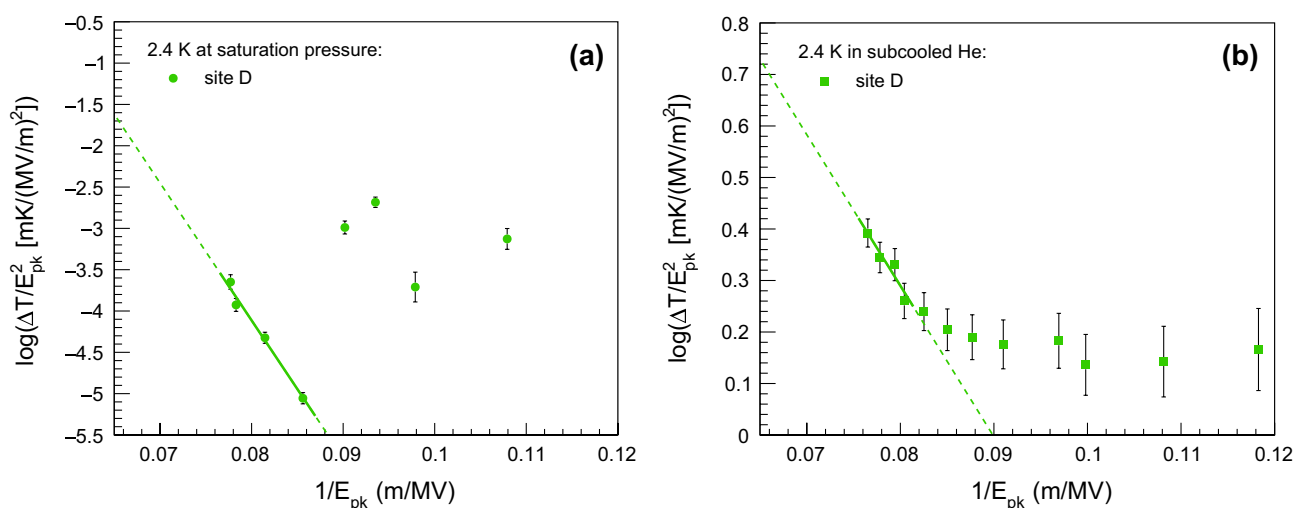 (a)
2.4 K at saturation pressure:
site D
log(ΔT/E²pk [mK/(MV/m)²])
−0.5
−1
−1.5
−2
−2.5
−3
−3.5
−4
−4.5
−5
−5.5
0.07 0.08 0.09 0.1 0.11 0.12
1/Epk (m/MV)
(b)
2.4 K in subcooled He:
site D
log(ΔT/E²pk [mK/(MV/m)²])
0.8
0.7
0.6
0.5
0.4
0.3
0.2
0.1
0
0.07 0.08 0.09 0.1 0.11 0.12
1/Epk (m/MV)